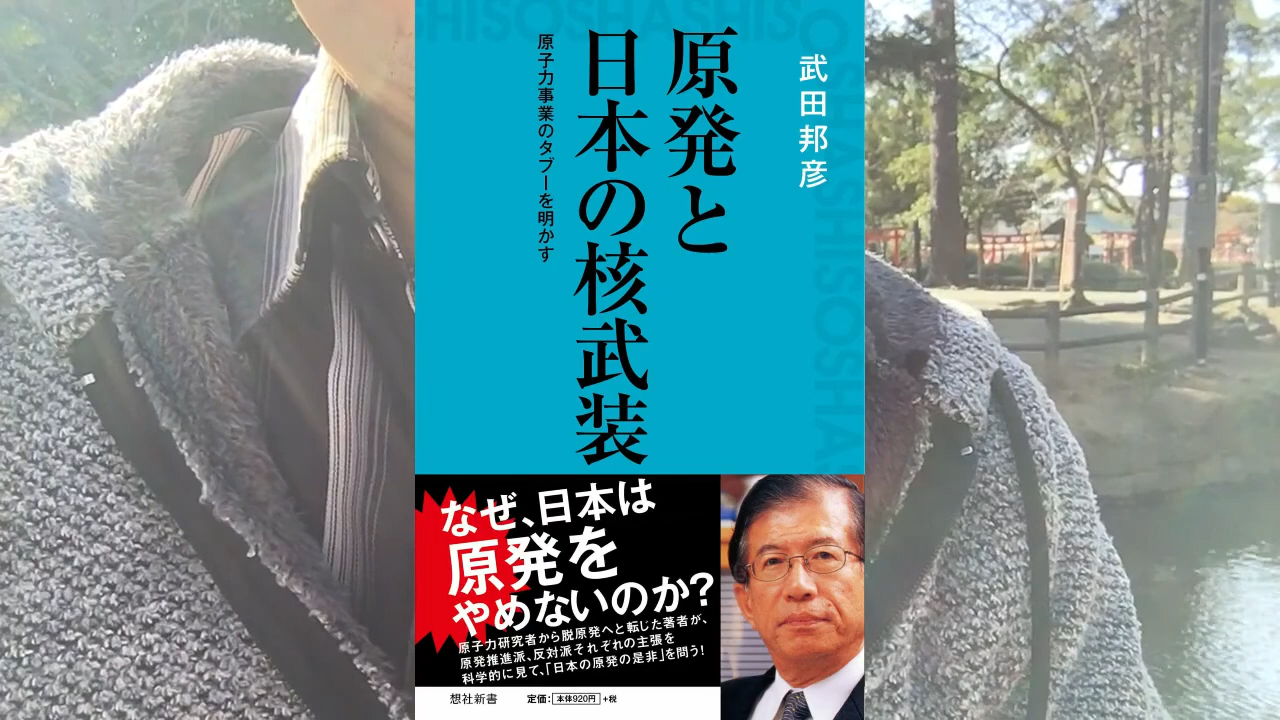 SHISOSHASHISO
SHASHISOSHA
武田邦彦
原発と
日本の核武装
原子力事業のタブーを明かす
なぜ、日本は
原発を
やめないのか?
原子力研究者から脱原発へと転じた著者が、
原発推進派、反対派それぞれの主張を
科学的に見て、「日本の原発の是非」を問う!
想社新書
定価:本体920円+税